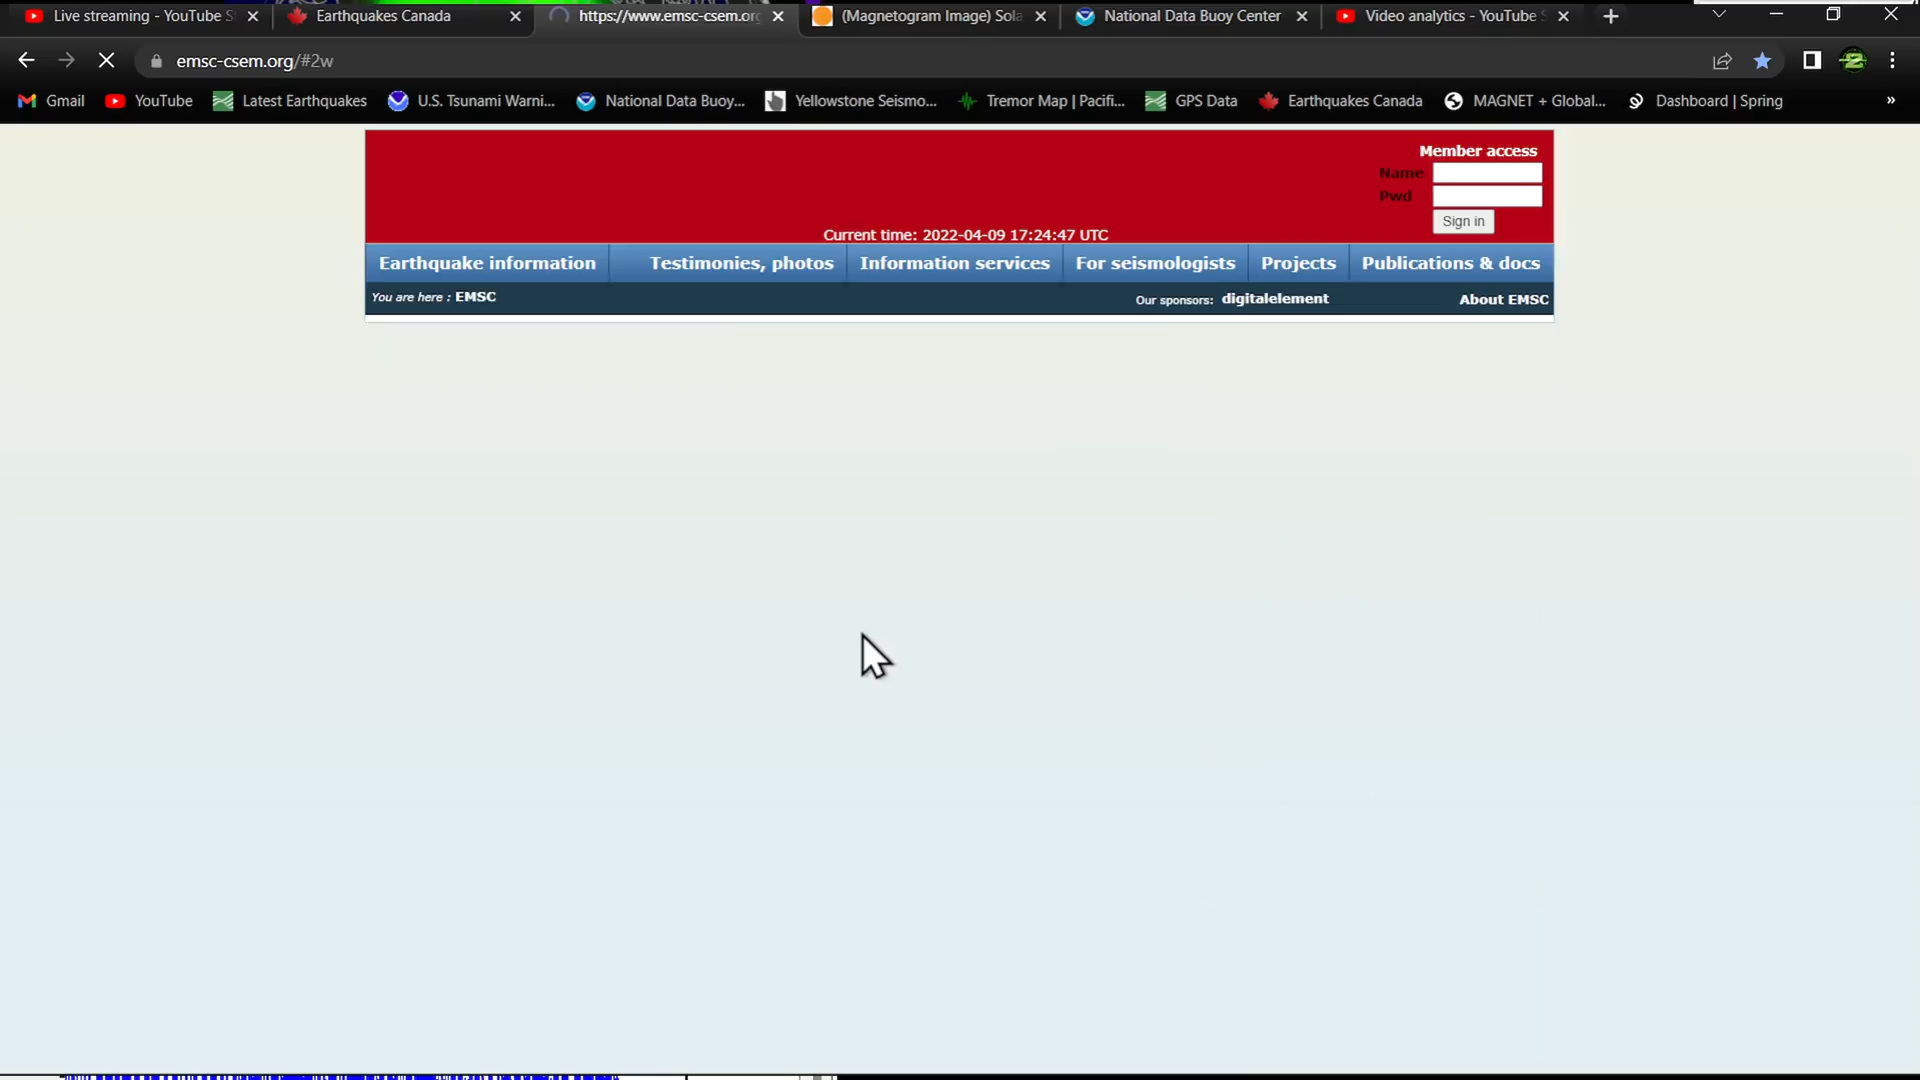 Live streaming - YouTube S
Earthquakes Canada
https://www.emsc-csem.org
(Magnetogram Image) Sola
National Data Buoy Center
Video analytics - YouTube S
emsc-csem.org/#2w
Gmail
YouTube
Latest Earthquakes
U.S. Tsunami Warni...
National Data Buoy...
Yellowstone Seismo...
Tremor Map | Pacifi...
GPS Data
Earthquakes Canada
MAGNET + Global...
Dashboard | Spring
»
Member access
Name
Pwd
Sign in
Current time: 2022-04-09 17:24:47 UTC
Earthquake information
Testimonies, photos
Information services
For seismologists
Projects
Publications & docs
You are here : EMSC
Our sponsors: digitalelement
About EMSC